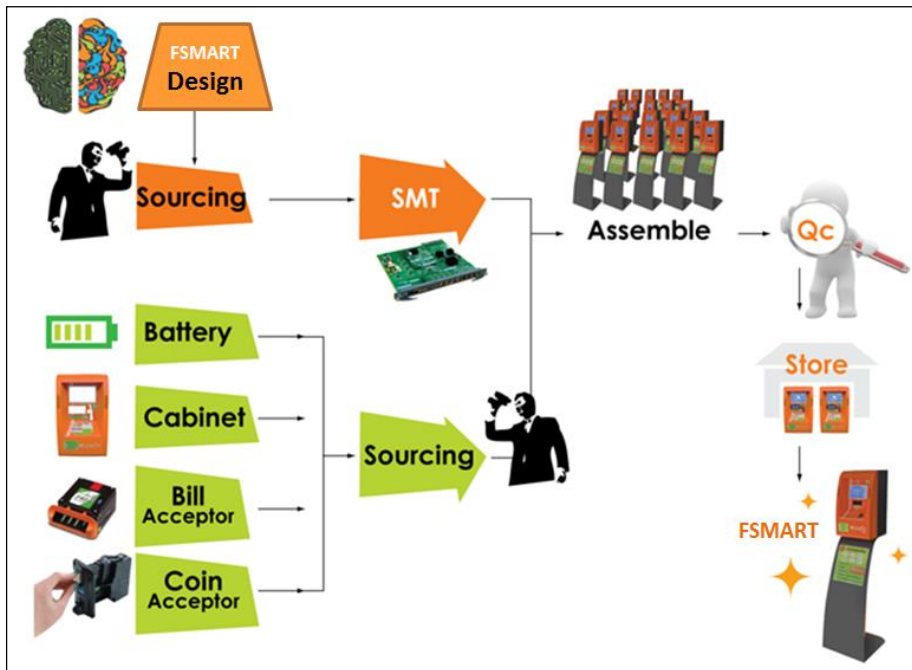 FSMART
Design
Sourcing
SMT
Assemble
Qc
Battery
Cabinet
Bill
Acceptor
Coin
Acceptor
Sourcing
Store
FSMART